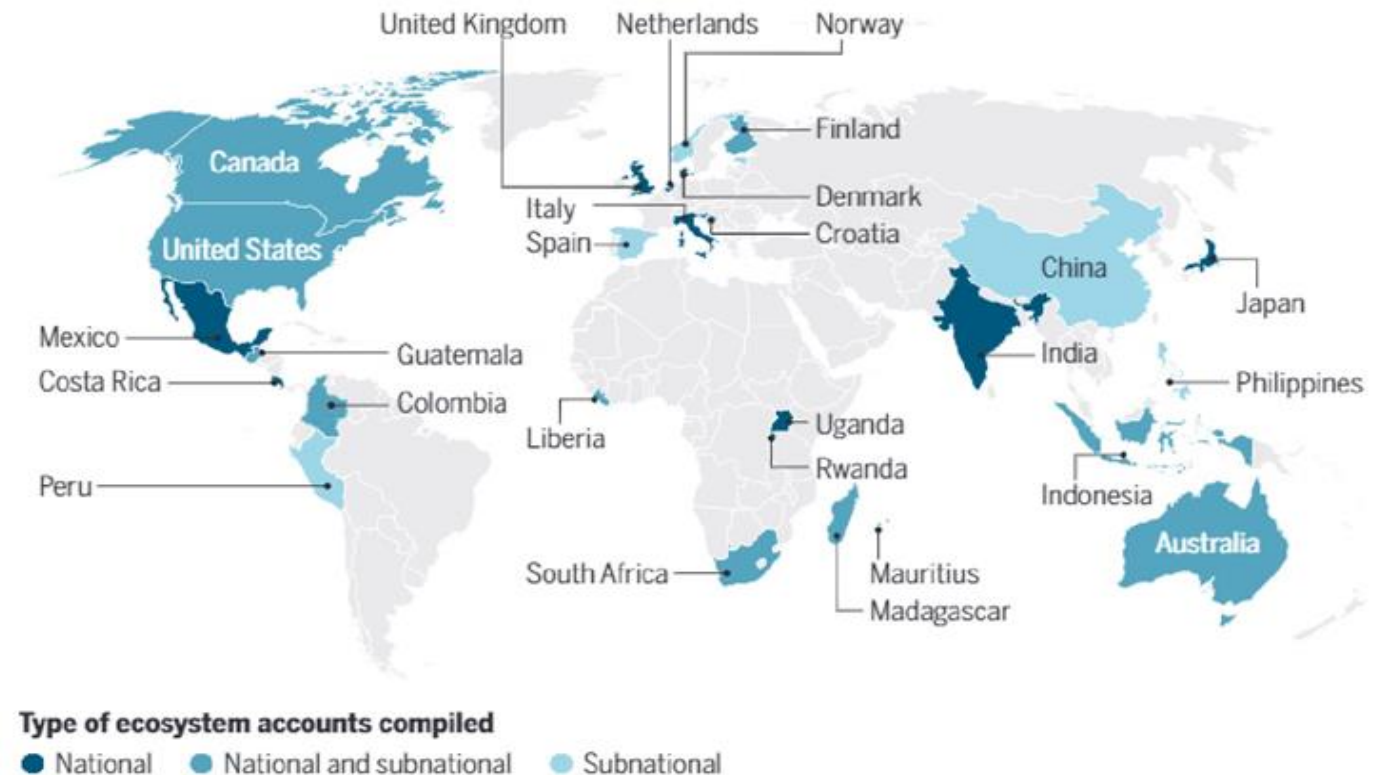 United Kingdom Netherlands Norway
Finland
Canada
Denmark
Italy
Croatia
Spain
United States
China
Japan
Mexico
India
Guatemala
Costa Rica
Philippines
Colombia
Uganda
Liberia
Rwanda
Peru
Indonesia
Australia
South Africa
Mauritius
Madagascar
Type of ecosystem accounts compiled
National National and subnational Subnational